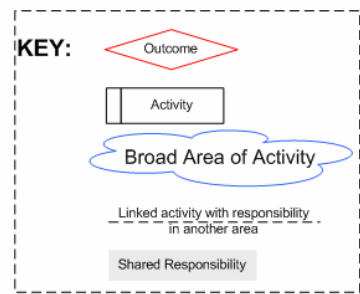 KEY:
Outcome
Activity
Broad Area of Activity
Linked activity with responsibility
in another area
Shared Responsibility